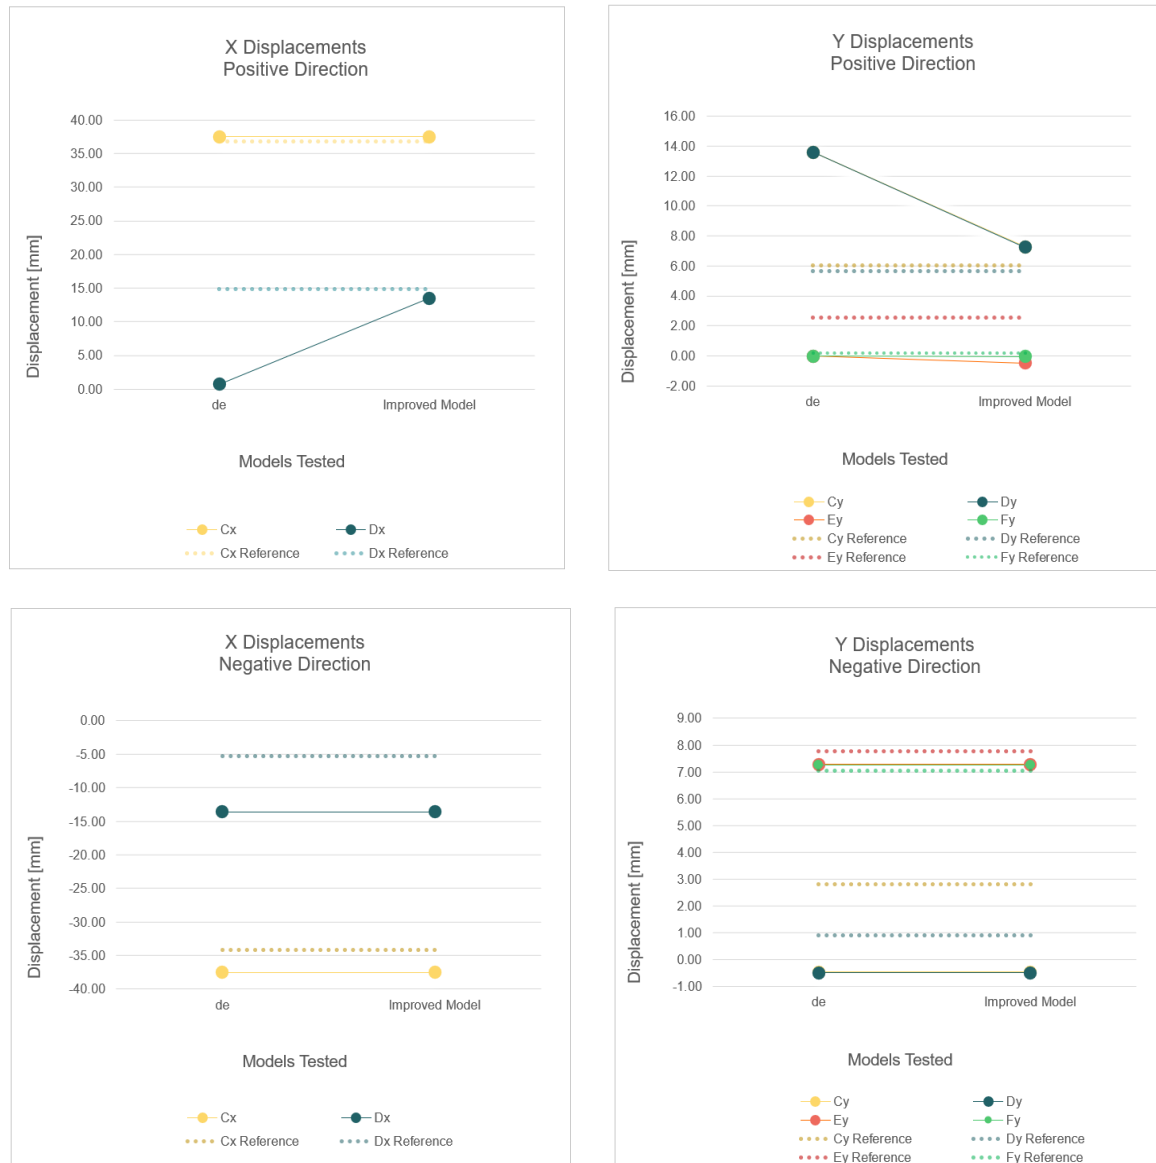 X Displacements
Positive Direction
40.00
35.00
30.00
25.00
20.00
15.00
10.00
5.00
0.00
Displacement [mm]
de
Improved Model
Models Tested
Cx
Dx
Cx Reference
Dx Reference
Y Displacements
Positive Direction
16.00
14.00
12.00
10.00
8.00
6.00
4.00
2.00
0.00
-2.00
Displacement [mm]
de
Improved Model
Models Tested
Cy
Dy
Ey
Fy
Cy Reference
Dy Reference
Ey Reference
Fy Reference
X Displacements
Negative Direction
0.00
-5.00
-10.00
-15.00
-20.00
-25.00
-30.00
-35.00
-40.00
Displacement [mm]
de
Improved Model
Models Tested
Cx
Dx
Cx Reference
Dx Reference
Y Displacements
Negative Direction
9.00
8.00
7.00
6.00
5.00
4.00
3.00
2.00
1.00
0.00
-1.00
Displacement [mm]
de
Improved Model
Models Tested
Cy
Dy
Ey
Fy
Cy Reference
Dy Reference
Ey Reference
Fy Reference